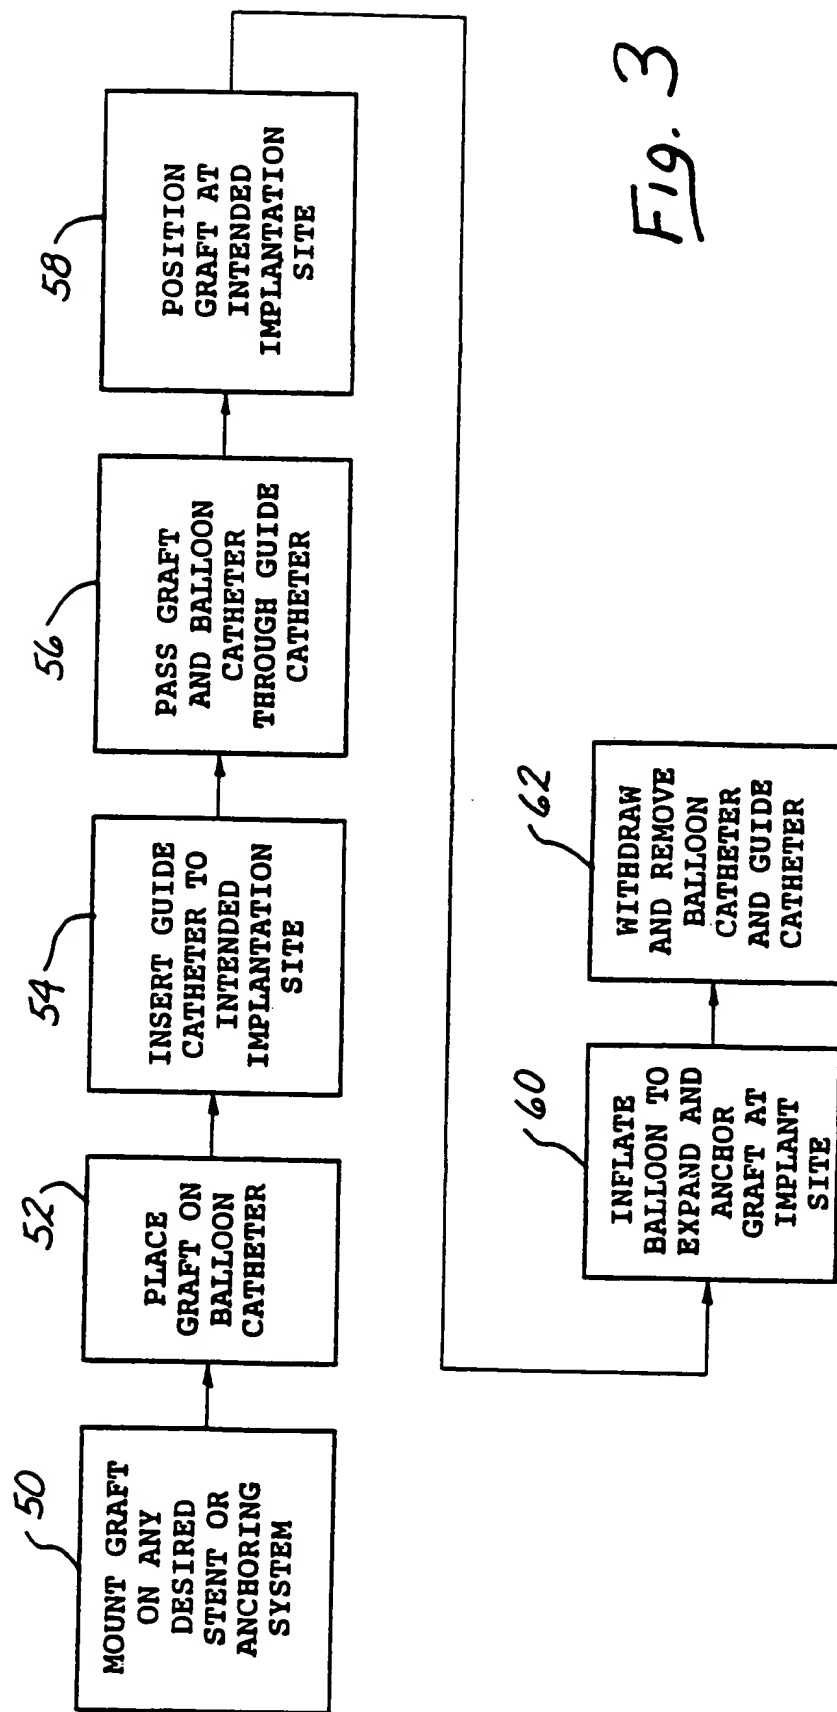 50
MOUNT GRAFT
ON ANY
DESIRED
STENT OR
ANCHORING
SYSTEM
52
PLACE
GRAFT ON
BALLOON
CATHETER
54
INSERT GUIDE
CATHETER TO
INTENDED
IMPLANTATION
SITE
56
PASS GRAFT
AND BALLOON
CATHETER
THROUGH GUIDE
CATHETER
58
POSITION
GRAFT AT
INTENDED
IMPLANTATION
SITE
60
INFLATE
BALLOON TO
EXPAND AND
ANCHOR
GRAFT AT
IMPLANT
SITE
62
WITHDRAW
AND REMOVE
BALLOON
CATHETER
AND GUIDE
CATHETER
Fig. 3